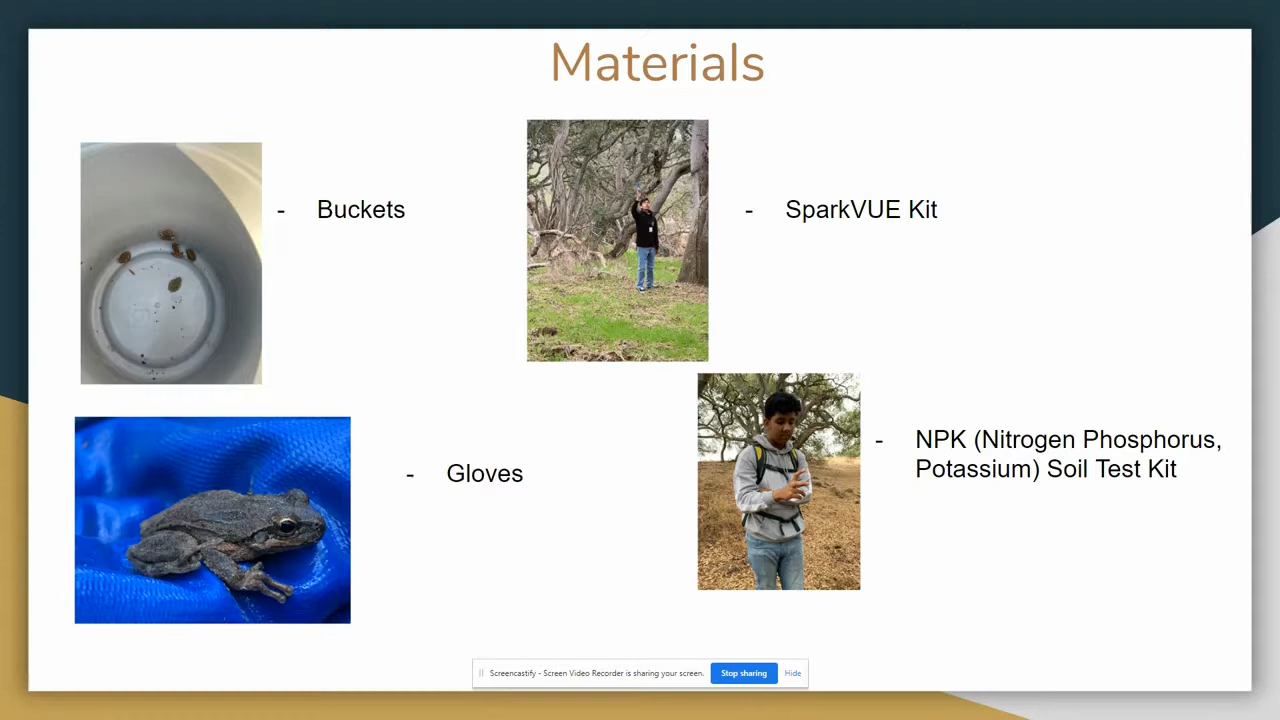 Materials
- Buckets
- SparkVUE Kit
- Gloves
- NPK (Nitrogen Phosphorus,
Potassium) Soil Test Kit
Screencastify - Screen Video Recorder is sharing your screen. Stop sharing Hide